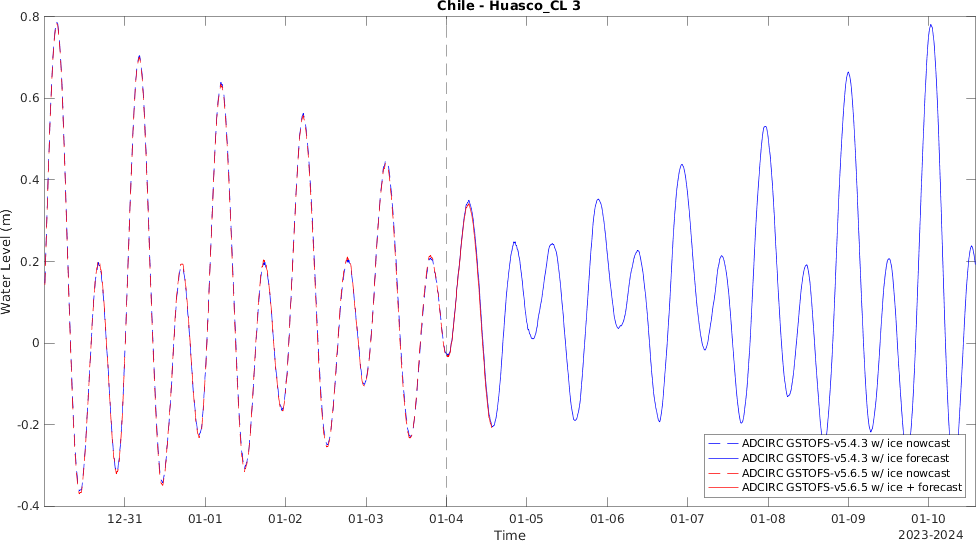 Chile - Huasco_CL 3
Water Level (m)
0.8
0.6
0.4
0.2
0
-0.2
-0.4
12-31 01-01 01-02 01-03 01-04 01-05 01-06 01-07 01-08 01-09 01-10
Time
2023-2024
ADCIRC GSTOFS-v5.4.3 w/ ice nowcast
ADCIRC GSTOFS-v5.4.3 w/ ice forecast
ADCIRC GSTOFS-v5.6.5 w/ ice nowcast
ADCIRC GSTOFS-v5.6.5 w/ ice + forecast